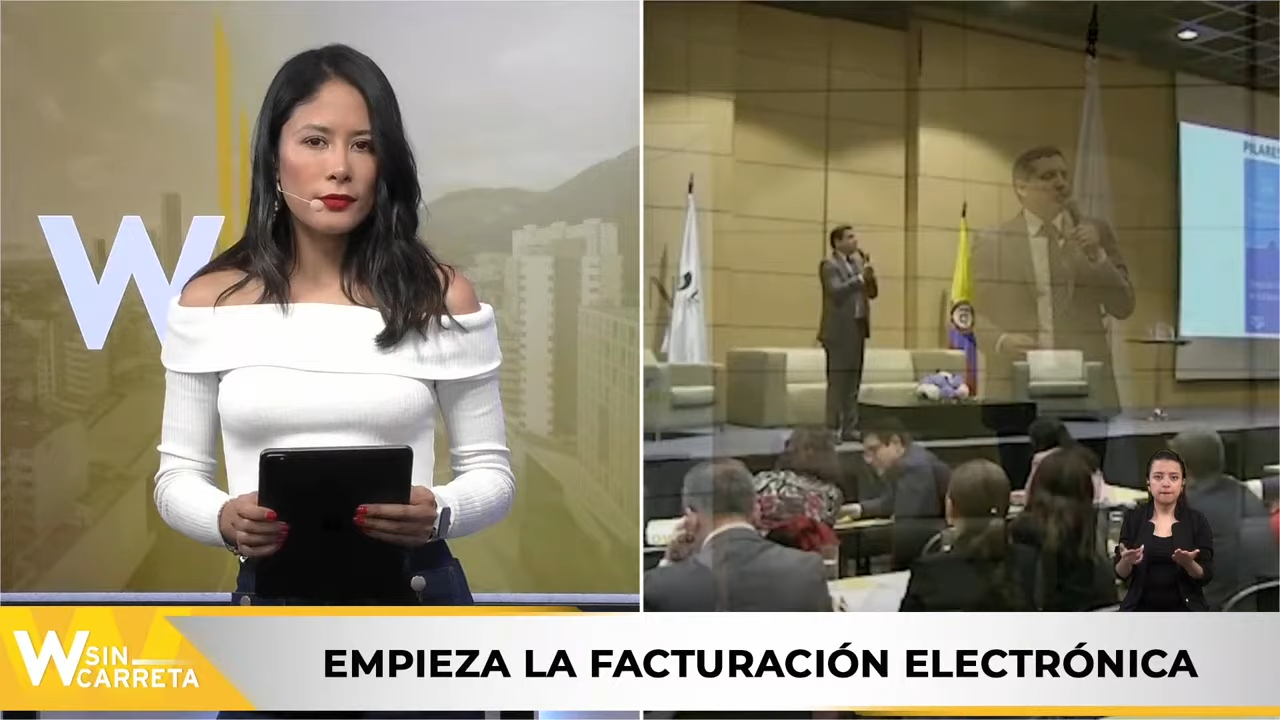 W
PILARES
W SIN
CARRETA
EMPIEZA LA FACTURACIÓN ELECTRÓNICA